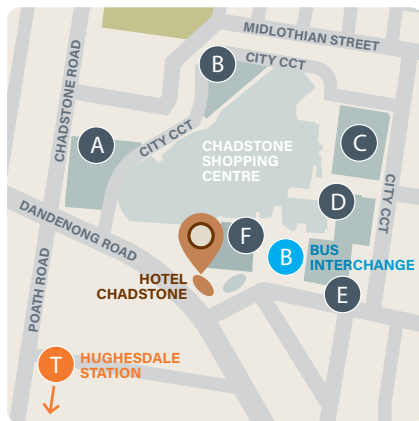 MIDLOTHIAN STREET
CITY CCT
B
CHADSTONE ROAD
A
CITY CCT
CHADSTONE
SHOPPING
CENTRE
C
D
CITY CCT
DANDENONG ROAD
F
B
BUS
INTERCHANGE
HOTEL
CHADSTONE
E
POATH ROAD
T
HUGHESDALE
STATION